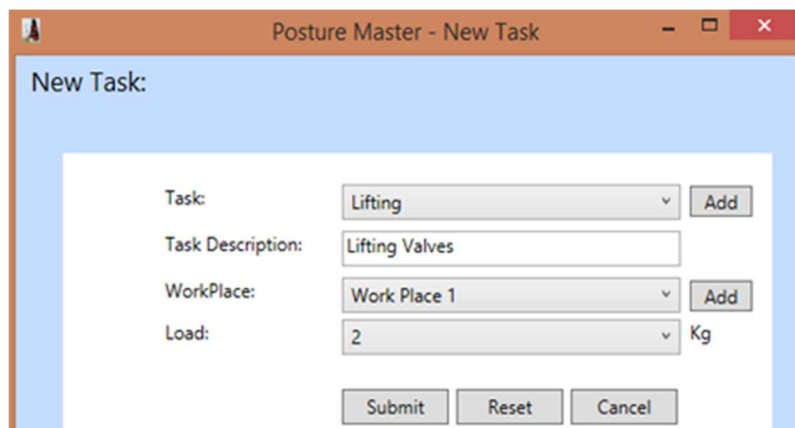 Posture Master - New Task
New Task:
Task: Lifting Add
Task Description: Lifting Valves
WorkPlace: Work Place 1 Add
Load: 2 Kg
Submit Reset Cancel